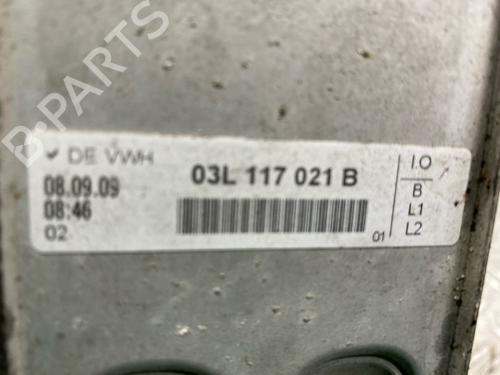 B-PARTS
✓ DE VWH
08.09.09
08:46
02
03L 117 021 B
01
I.O
B
L1
L2